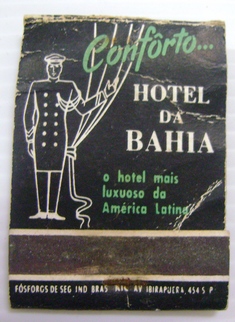 Confôrto...
HOTEL
DA
BAHIA
o hotel mais
luxuoso da
América Latina
FÓSFOROS DE SEG IND BRAS AV IBIRAPUERA, 454 S P